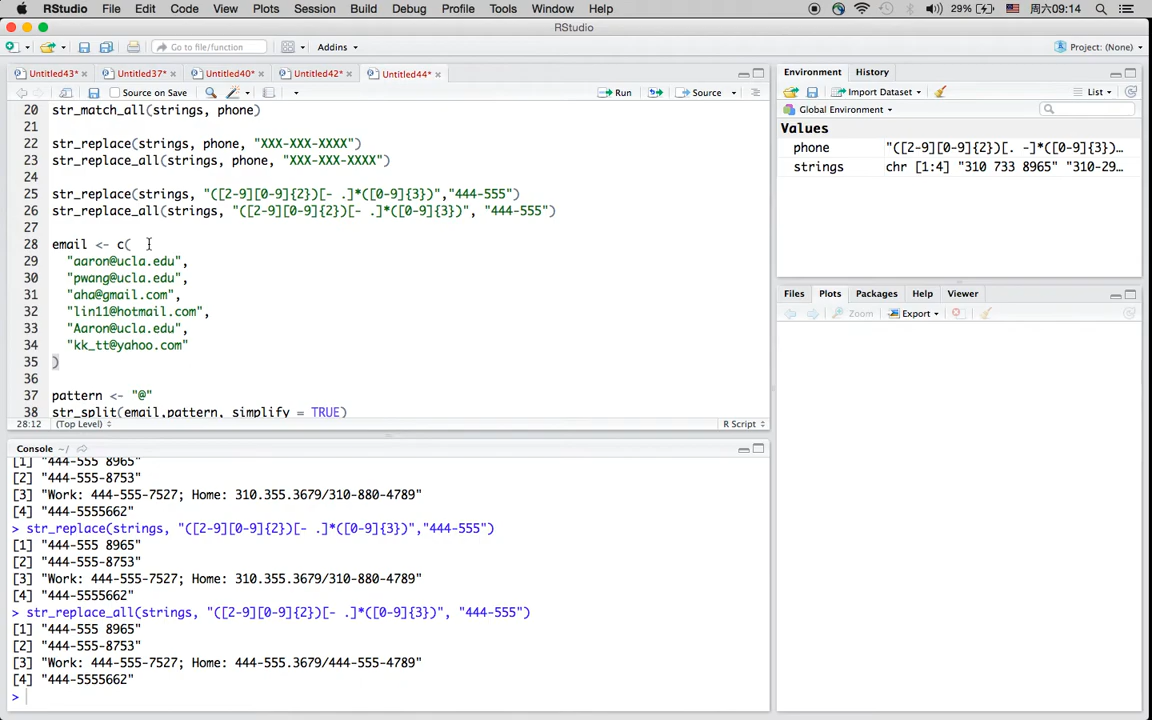 RStudio File Edit Code View Plots Session Build Debug Profile Tools Window Help 29% 周六09:14
RStudio
Go to file/function Addins Project: (None)
Untitled43* Untitled37* Untitled40* Untitled42* Untitled44*
Source on Save Run Source
20 str_match_all(strings, phone)
21
22 str_replace(strings, phone, "XXX-XXX-XXXX")
23 str_replace_all(strings, phone, "XXX-XXX-XXXX")
24
25 str_replace(strings, "([2-9][0-9]{2})[- .]*([0-9]{3})","444-555")
26 str_replace_all(strings, "([2-9][0-9]{2})[- .]*([0-9]{3})", "444-555")
27
28 email <- c(
29 "aaron@ucla.edu",
30 "pwang@ucla.edu",
31 "aha@gmail.com",
32 "lin11@hotmail.com",
33 "Aaron@ucla.edu",
34 "kk_tt@yahoo.com"
35 )
36
37 pattern <- "@"
38 str_split(email,pattern, simplify = TRUE)
28:12 (Top Level) R Script
Console ~/
[1] "444-555 8965"
[2] "444-555-8753"
[3] "Work: 444-555-7527; Home: 310.355.3679/310-880-4789"
[4] "444-5555662"
> str_replace(strings, "([2-9][0-9]{2})[- .]*([0-9]{3})","444-555")
[1] "444-555 8965"
[2] "444-555-8753"
[3] "Work: 444-555-7527; Home: 310.355.3679/310-880-4789"
[4] "444-5555662"
> str_replace_all(strings, "([2-9][0-9]{2})[- .]*([0-9]{3})", "444-555")
[1] "444-555 8965"
[2] "444-555-8753"
[3] "Work: 444-555-7527; Home: 444-555.3679/444-555-4789"
[4] "444-5555662"
>
Environment History
Import Dataset List
Global Environment
Values
phone "([2-9][0-9]{2})[. -]*([0-9]{3})…
strings chr [1:4] "310 733 8965" "310-29…
Files Plots Packages Help Viewer
Zoom Export